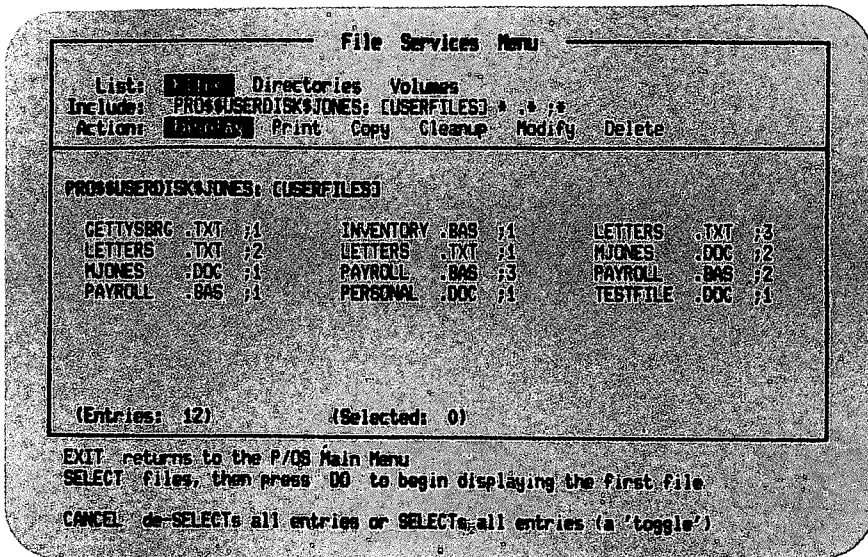 File Services Menu
List: Files Directories Volumes
Include: PRO$$USERDISK$JONES: [USERFILES] * .* ;*
Action: Print Copy Cleanup Modify Delete
PRO$$USERDISK$JONES: [USERFILES]
GETTYSBRG .TXT ;1 INVENTORY .BAS ;1 LETTERS .TXT ;3
LETTERS .TXT ;2 LETTERS .TXT ;1 MJONES .DOC ;2
MJONES .DOC ;1 PAYROLL .BAS ;3 PAYROLL .BAS ;2
PAYROLL .BAS ;1 PERSONAL .DOC ;1 TESTFILE .DOC ;1
(Entries: 12) (Selected: 0)
EXIT returns to the P/OS Main Menu
SELECT files, then press DO to begin displaying the first file
CANCEL de-SELECTs all entries or SELECTs all entries (a 'toggle')